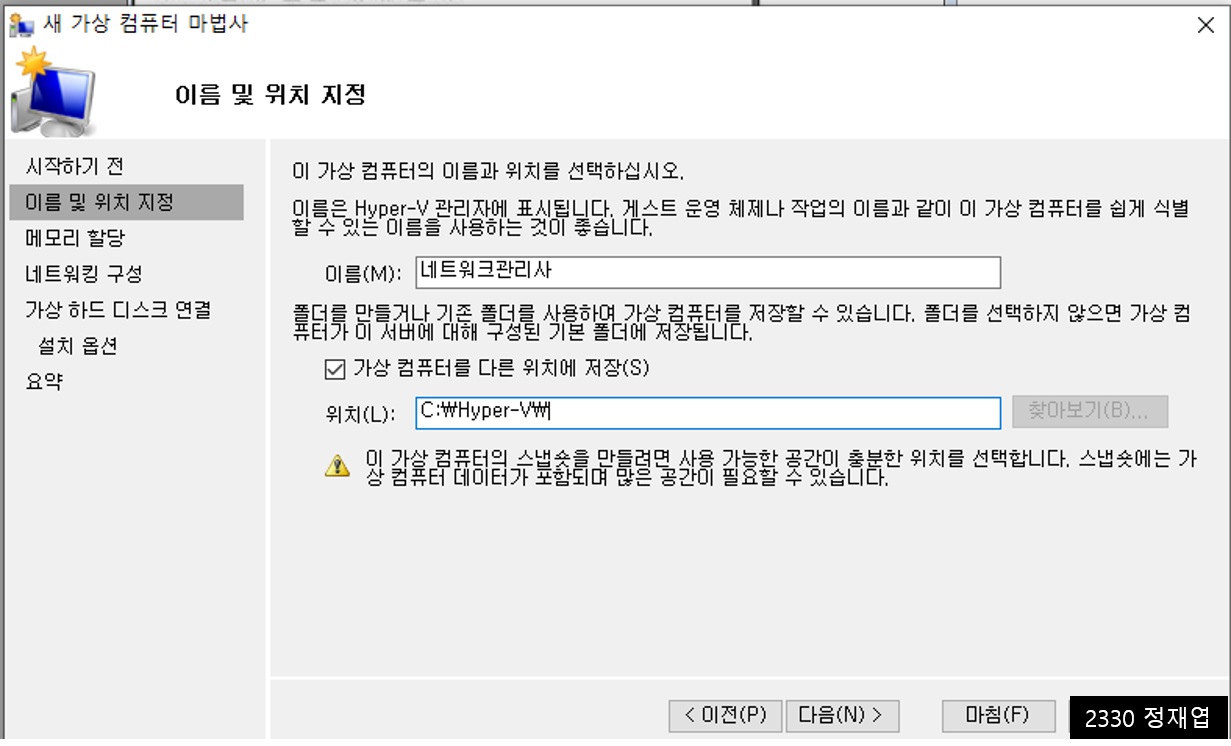 새 가상 컴퓨터 마법사
이름 및 위치 지정
시작하기 전
이름 및 위치 지정
메모리 할당
네트워킹 구성
가상 하드 디스크 연결
설치 옵션
요약
이 가상 컴퓨터의 이름과 위치를 선택하십시오.
이름은 Hyper-V 관리자에 표시됩니다. 게스트 운영 체제나 작업의 이름과 같이 이 가상 컴퓨터를 쉽게 식별
할 수 있는 이름을 사용하는 것이 좋습니다.
이름(M): 네트워크관리사
폴더를 만들거나 기존 폴더를 사용하여 가상 컴퓨터를 저장할 수 있습니다. 폴더를 선택하지 않으면 가상 컴
퓨터가 이 서버에 대해 구성된 기본 폴더에 저장됩니다.
가상 컴퓨터를 다른 위치에 저장(S)
위치(L): C:₩Hyper-V₩ 찾아보기(B)...
이 가상 컴퓨터의 스냅숏을 만들려면 사용 가능한 공간이 충분한 위치를 선택합니다. 스냅숏에는 가
상 컴퓨터 데이터가 포함되며 많은 공간이 필요할 수 있습니다.
< 이전(P) 다음(N) > 마침(F) 2330 정재엽